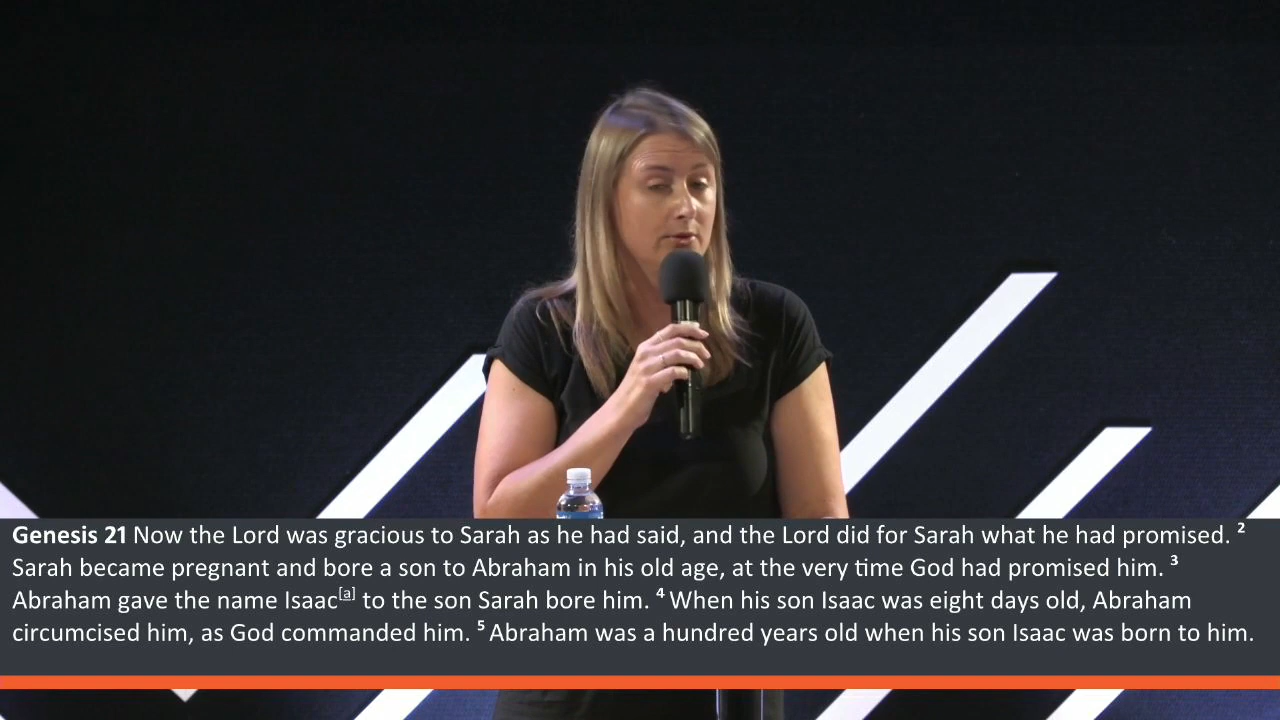 Genesis 21 Now the Lord was gracious to Sarah as he had said, and the Lord did for Sarah what he had promised. ²
Sarah became pregnant and bore a son to Abraham in his old age, at the very time God had promised him. ³
Abraham gave the name Isaac[a] to the son Sarah bore him. ⁴ When his son Isaac was eight days old, Abraham
circumcised him, as God commanded him. ⁵ Abraham was a hundred years old when his son Isaac was born to him.